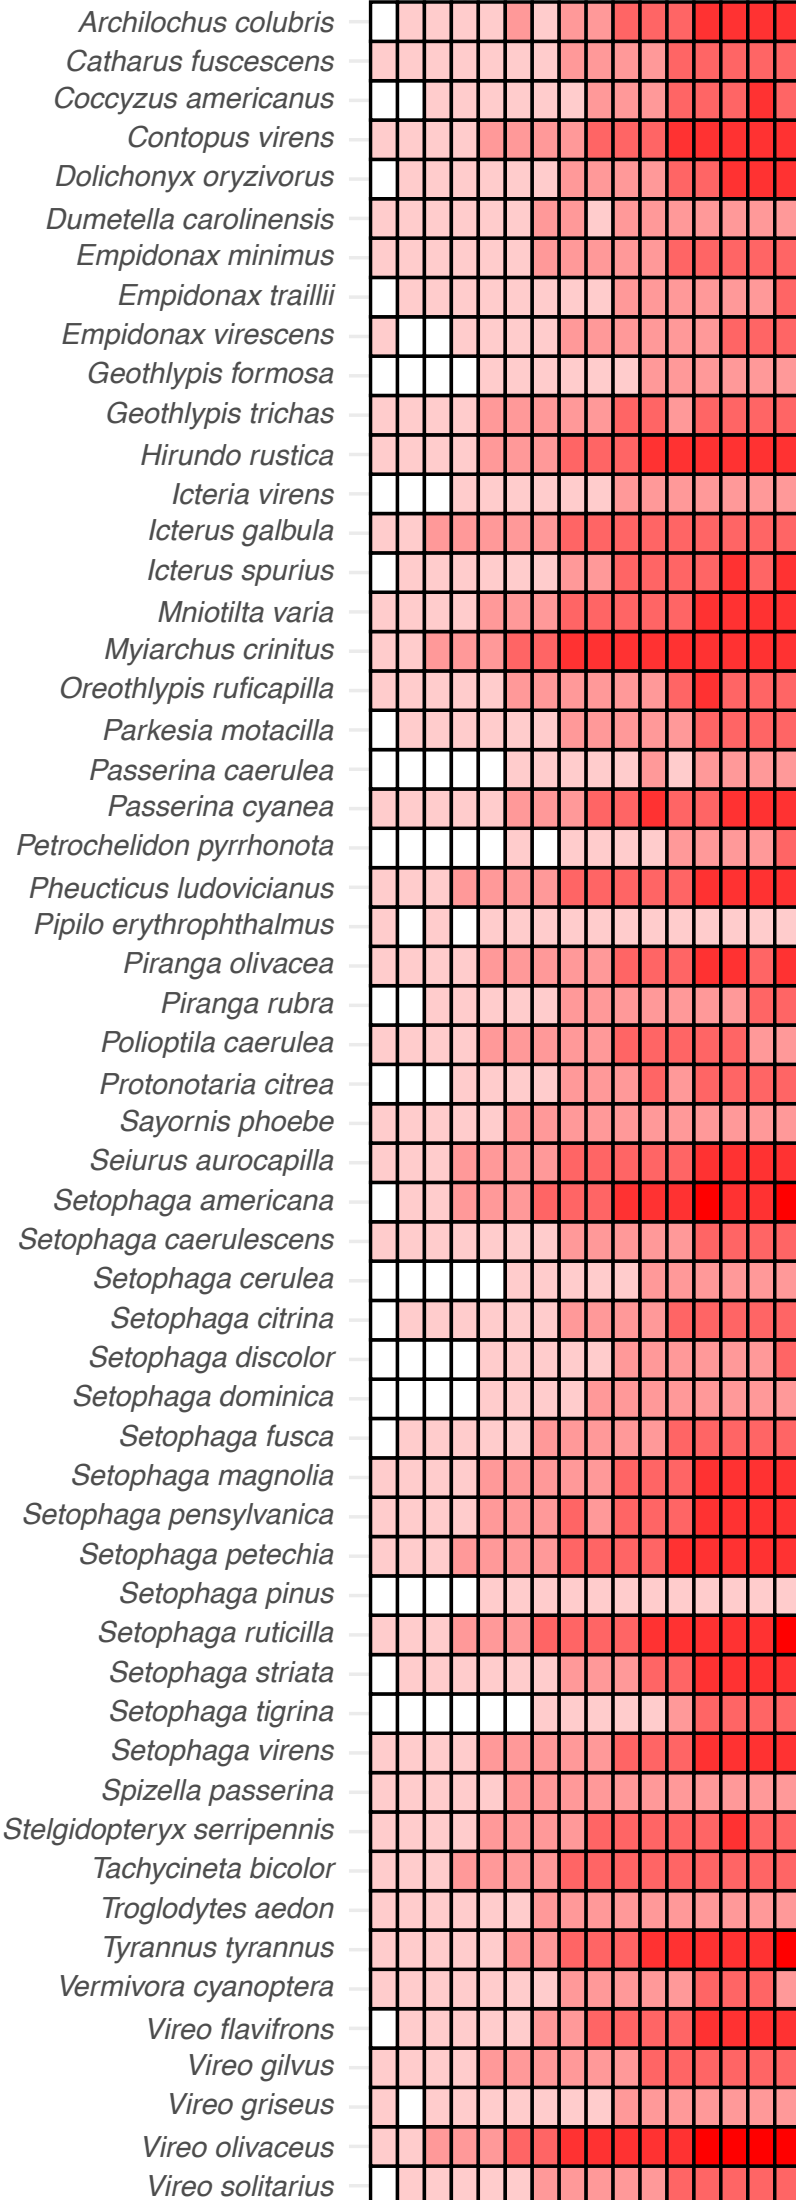 Archilochus colubris
Catharus fuscescens
Coccyzus americanus
Contopus virens
Dolichonyx oryzivorus
Dumetella carolinensis
Empidonax minimus
Empidonax traillii
Empidonax virescens
Geothlypis formosa
Geothlypis trichas
Hirundo rustica
Icteria virens
Icterus galbula
Icterus spurius
Mniotilta varia
Myiarchus crinitus
Oreothlypis ruficapilla
Parkesia motacilla
Passerina caerulea
Passerina cyanea
Petrochelidon pyrrhonota
Pheucticus ludovicianus
Pipilo erythrophthalmus
Piranga olivacea
Piranga rubra
Polioptila caerulea
Protonotaria citrea
Sayornis phoebe
Seiurus aurocapilla
Setophaga americana
Setophaga caerulescens
Setophaga cerulea
Setophaga citrina
Setophaga discolor
Setophaga dominica
Setophaga fusca
Setophaga magnolia
Setophaga pensylvanica
Setophaga petechia
Setophaga pinus
Setophaga ruticilla
Setophaga striata
Setophaga tigrina
Setophaga virens
Spizella passerina
Stelgidopteryx serripennis
Tachycineta bicolor
Troglodytes aedon
Tyrannus tyrannus
Vermivora cyanoptera
Vireo flavifrons
Vireo gilvus
Vireo griseus
Vireo olivaceus
Vireo solitarius